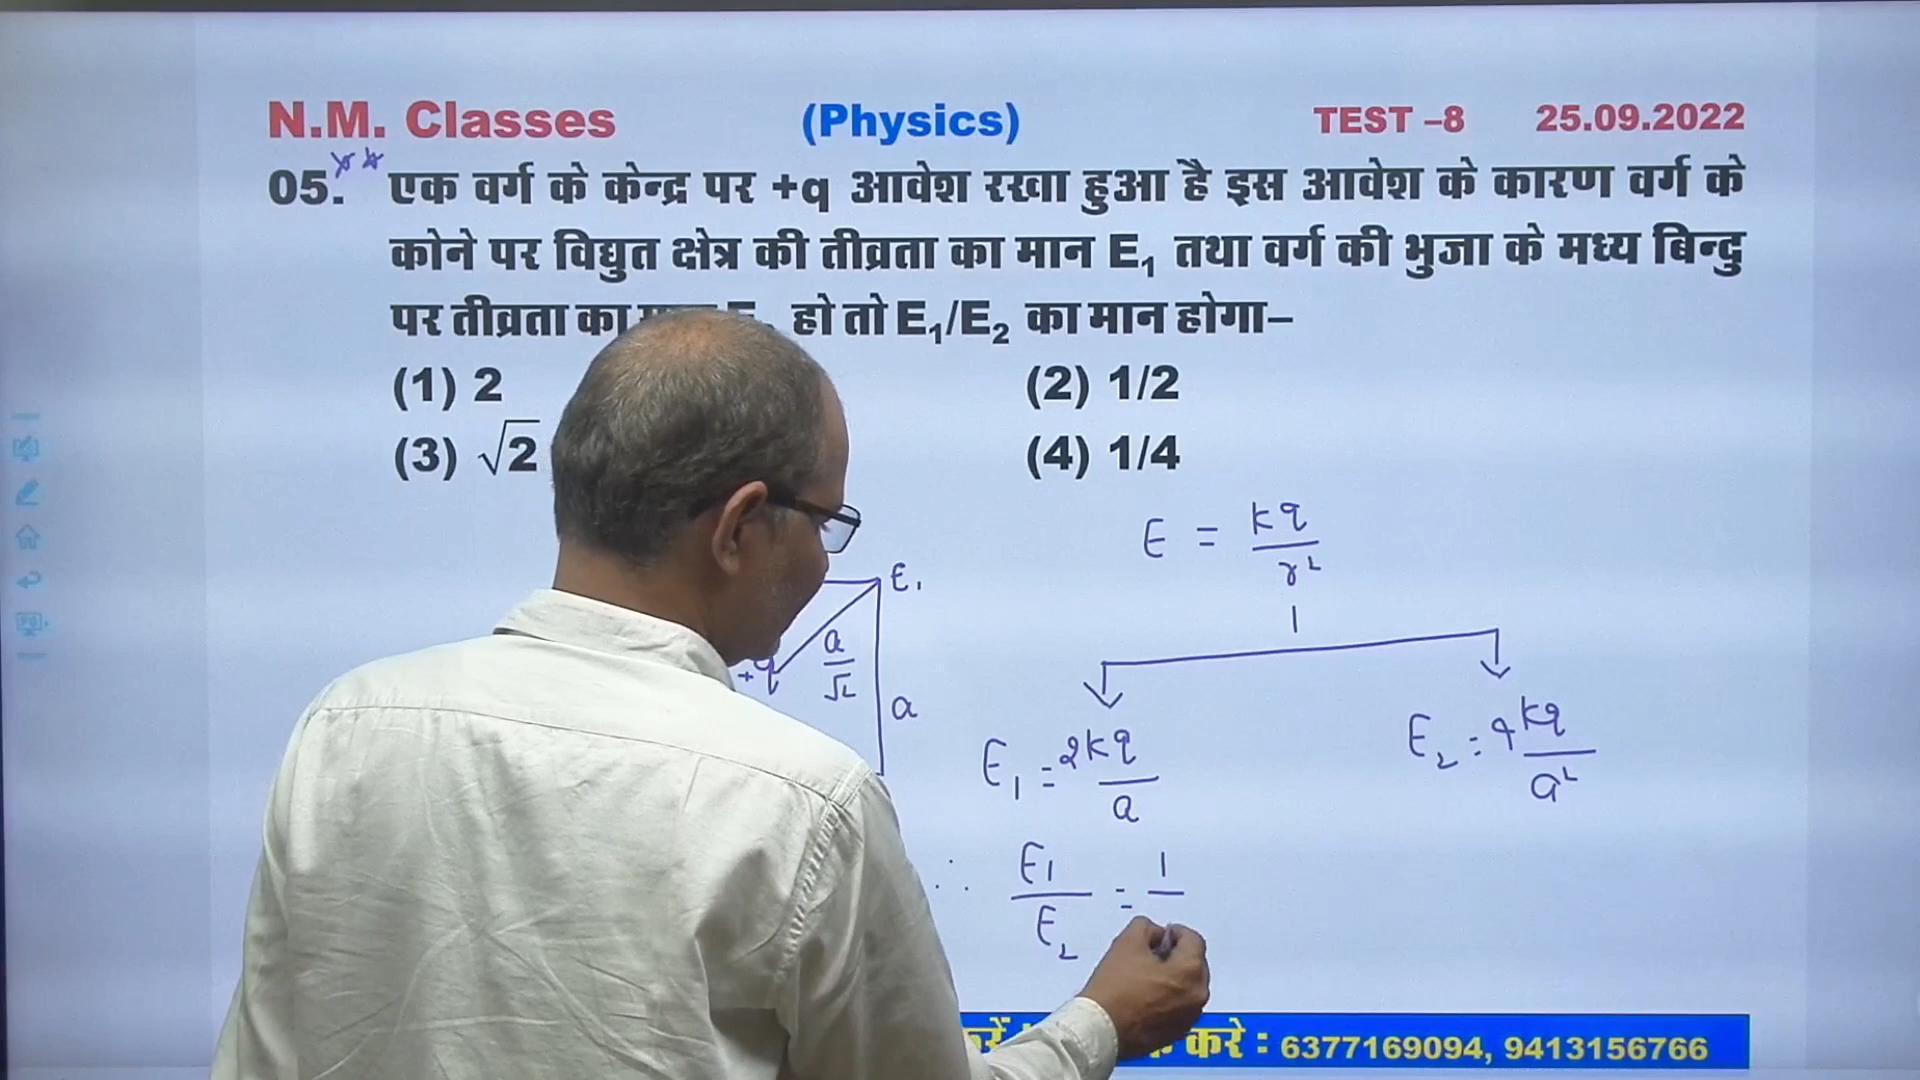 N.M. Classes (Physics) TEST –8 25.09.2022
05. एक वर्ग के केन्द्र पर +q आवेश रखा हुआ है इस आवेश के कारण वर्ग के
कोने पर विद्युत क्षेत्र की तीव्रता का मान E₁ तथा वर्ग की भुजा के मध्य बिन्दु
पर तीव्रता का हो तो E₁/E₂ का मान होगा–
(1) 2 (2) 1/2
(3) √2 (4) 1/4
E = kq/r²
E₁
a/√2
+q
a
E₁ = 2kq/a
E₂ = 4kq/a²
∴ E₁/E₂ = 1
करे : 6377169094, 9413156766